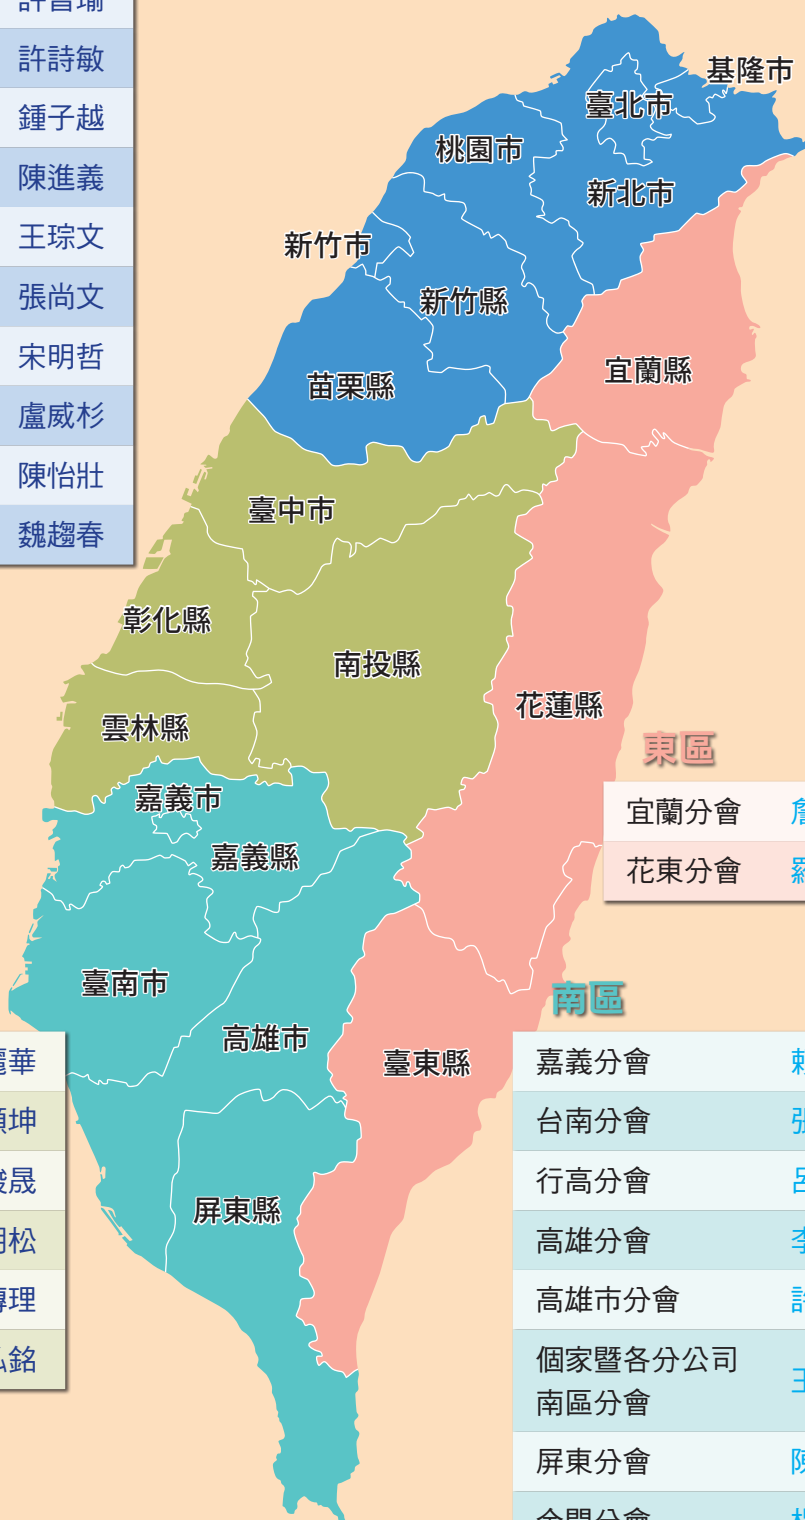 許詩敏
鍾子越
陳進義
王琮文
張尚文
宋明哲
盧威杉
陳怡壯
魏趨春
基隆市
臺北市
桃園市
新北市
新竹市
新竹縣
宜蘭縣
苗栗縣
臺中市
彰化縣
南投縣
花蓮縣
雲林縣
東區
嘉義市
宜蘭分會
嘉義縣
花東分會
臺南市
南區
高雄市
臺東縣
屏東縣
華
坤
晟
松
理
銘
嘉義分會
台南分會
行高分會
高雄分會
高雄市分會
個家暨各分公司
南區分會
屏東分會